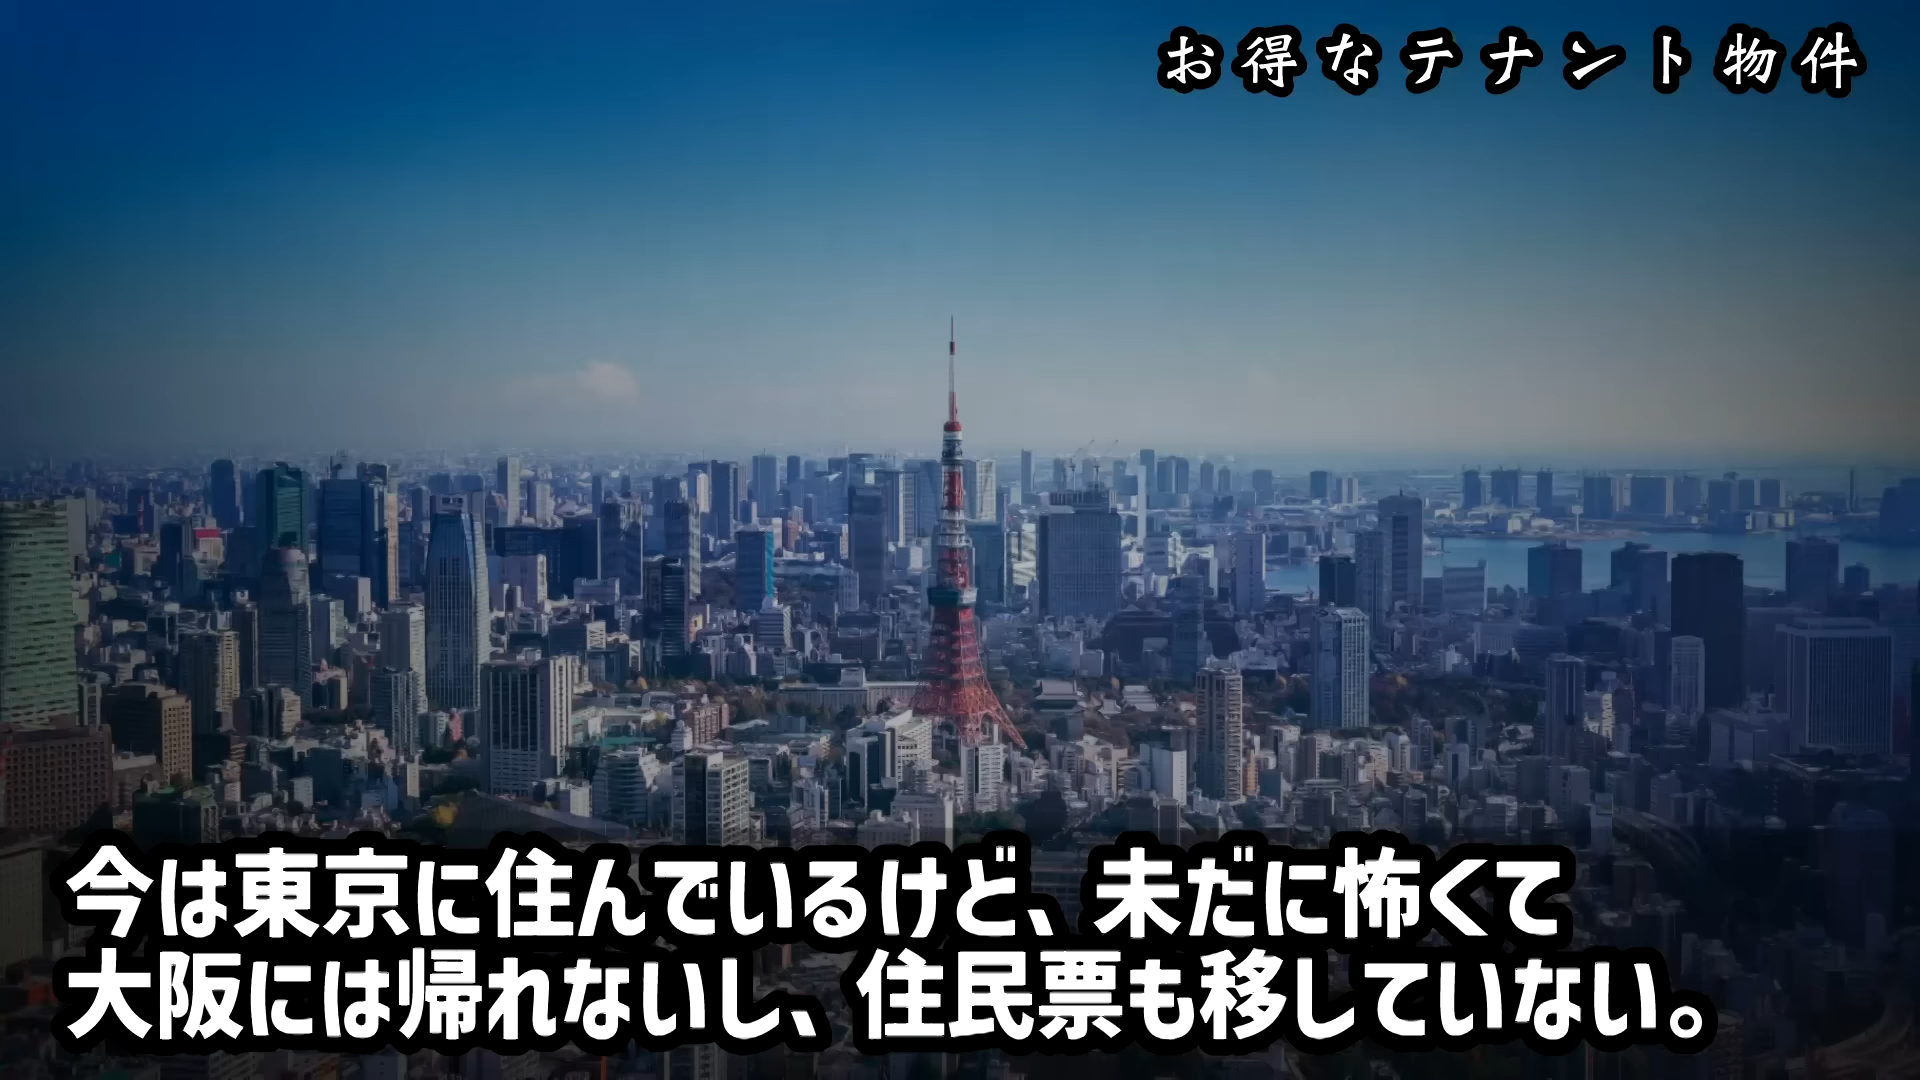 お得なテナント物件
今は東京に住んでいるけど、未だに怖くて
大阪には帰れないし、住民票も移していない。